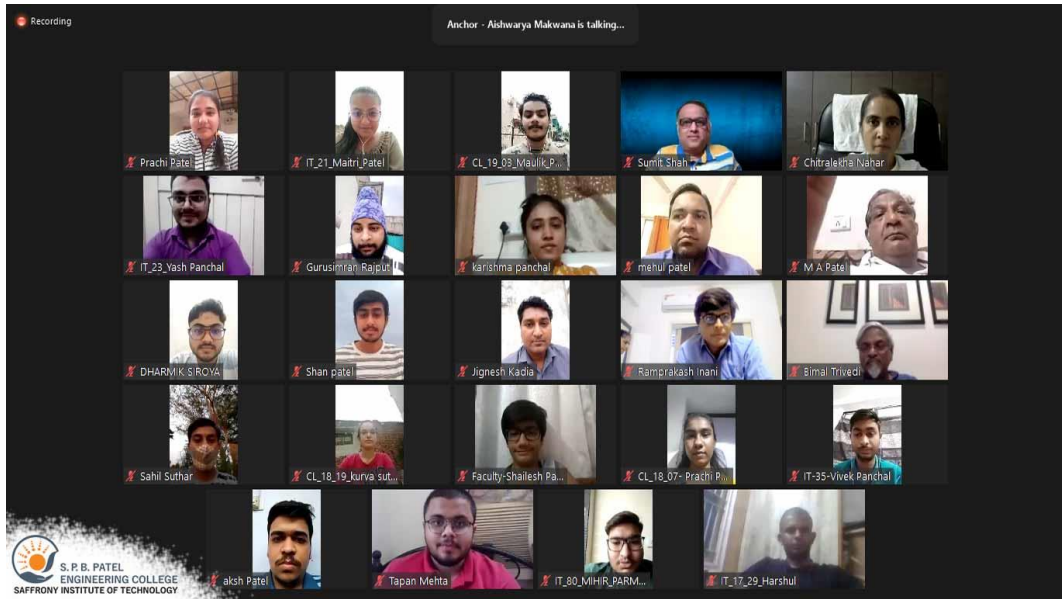 Recording
Anchor - Aishwarya Makwana is talking...
Prachi Patel
IT_21_Maitri_Patel
CL_19_03_Maulik_P...
Sumit Shah
Chitralekha Nahar
IT_23_Yash Panchal
Gurusimran Rajput
karishma panchal
mehul patel
M A Patel
DHARMIK SIROYA
Shan patel
Jignesh Kadia
Ramprakash Inani
Bimal Trivedi
Sahil Suthar
CL_18_19_kurva sut...
Faculty-Shailesh Pa...
CL_18_07- Prachi P...
IT-35-Vivek Panchal
aksh Patel
Tapan Mehta
IT_80_MIHIR_PARM...
IT_17_29_Harshul
S. P. B. PATEL
ENGINEERING COLLEGE
SAFFRONY INSTITUTE OF TECHNOLOGY